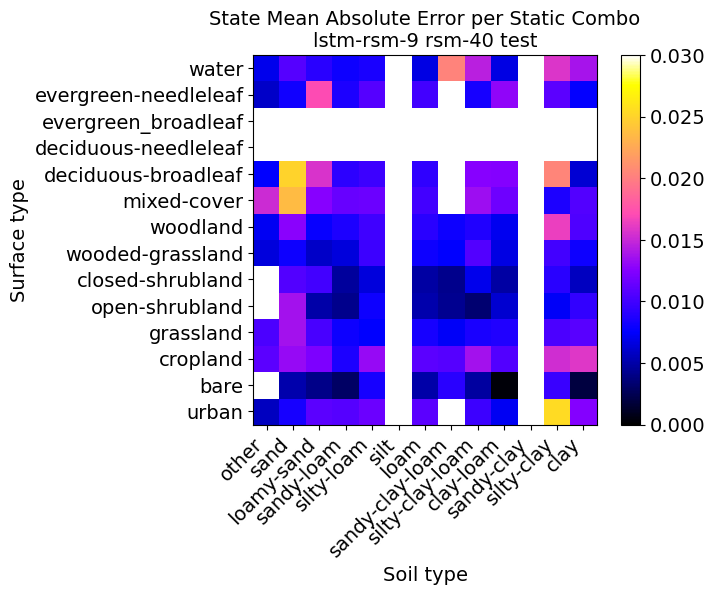 State Mean Absolute Error per Static Combo
lstm-rsm-9 rsm-40 test
Surface type
water
evergreen-needleleaf
evergreen_broadleaf
deciduous-needleleaf
deciduous-broadleaf
mixed-cover
woodland
wooded-grassland
closed-shrubland
open-shrubland
grassland
cropland
bare
urban
other
sand
loamy-sand
sandy-loam
silty-loam
silt
loam
sandy-clay-loam
silty-clay-loam
clay-loam
sandy-clay
silty-clay
clay
Soil type
0.030
0.025
0.020
0.015
0.010
0.005
0.000